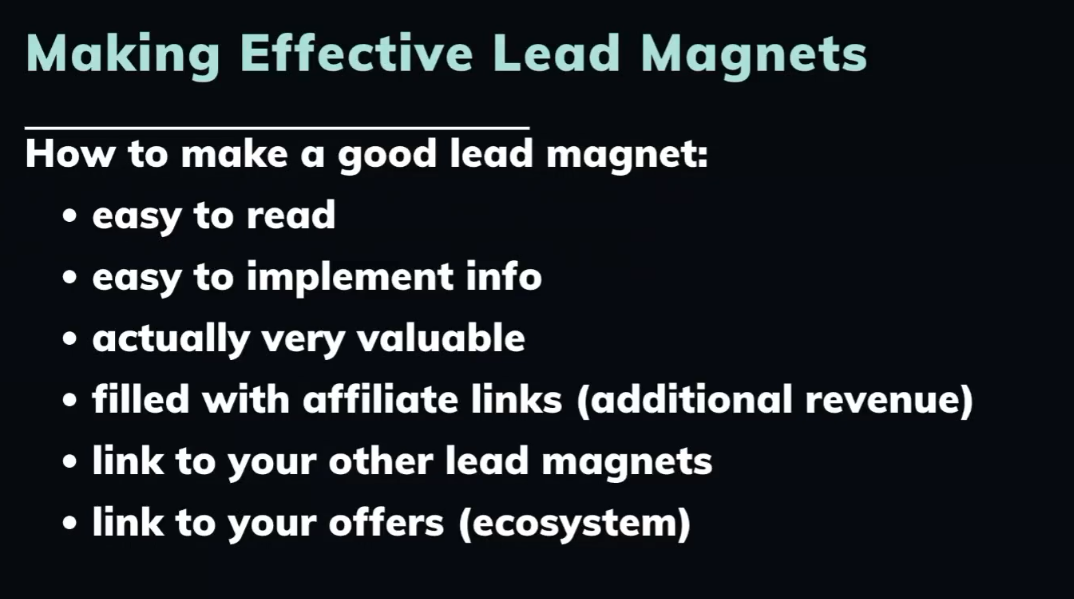 Making Effective Lead Magnets
How to make a good lead magnet:
• easy to read
• easy to implement info
• actually very valuable
• filled with affiliate links (additional revenue)
• link to your other lead magnets
• link to your offers (ecosystem)